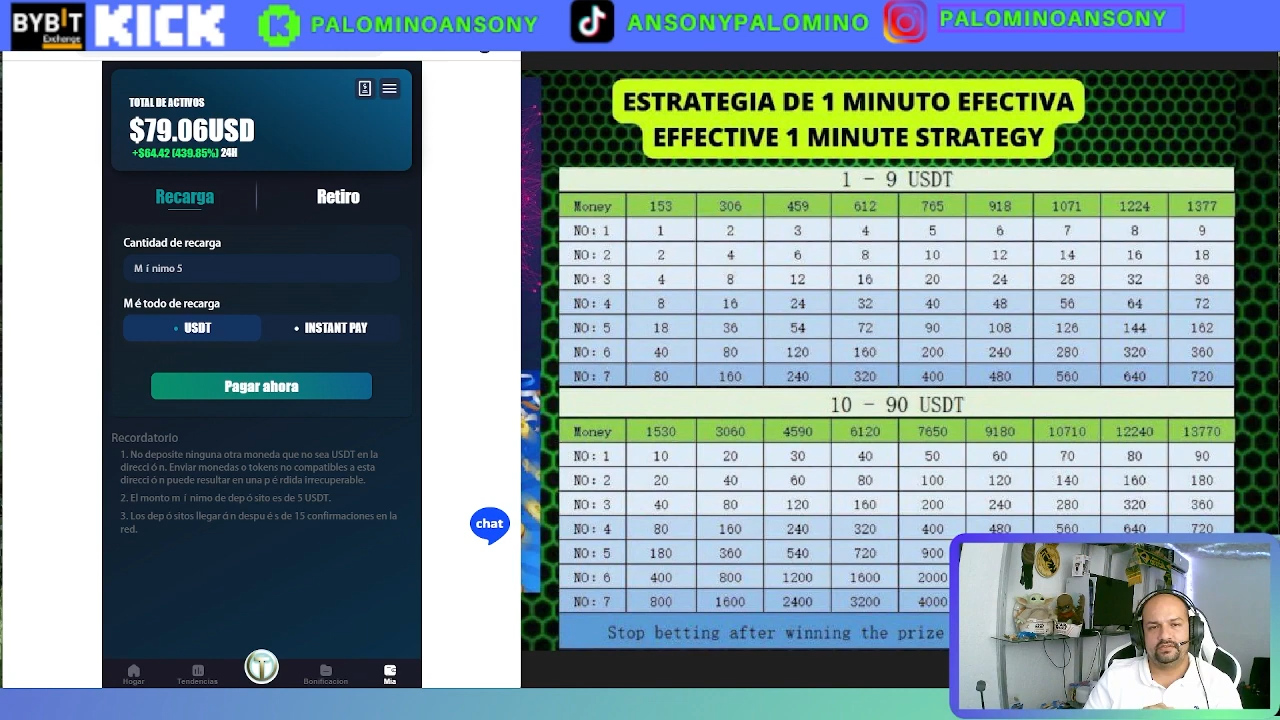 BYBIT
Exchange
KICK
PALOMINOANSONY
ANSONYPALOMINO
PALOMINOANSONY
TOTAL DE ACTIVOS
$79.06USD
+$64.42 (439.85%) 24H
Recarga Retiro
Cantidad de recarga
M í nimo 5
M é todo de recarga
USDT
INSTANT PAY
Pagar ahora
Recordatorio
1. No deposite ninguna otra moneda que no sea USDT en la
direcci ó n. Enviar monedas o tokens no compatibles a esta
direcci ó n puede resultar en una p é rdida irrecuperable.
2. El monto m í nimo de dep ó sito es de 5 USDT.
3. Los dep ó sitos llegar á n despu é s de 15 confirmaciones en la
red.
Hogar
Tendencias
Bonificacion
Mía
chat
ESTRATEGIA DE 1 MINUTO EFECTIVA
EFFECTIVE 1 MINUTE STRATEGY
1 - 9 USDT
Money 153 306 459 612 765 918 1071 1224 1377
NO: 1 1 2 3 4 5 6 7 8 9
NO: 2 2 4 6 8 10 12 14 16 18
NO: 3 4 8 12 16 20 24 28 32 36
NO: 4 8 16 24 32 40 48 56 64 72
NO: 5 18 36 54 72 90 108 126 144 162
NO: 6 40 80 120 160 200 240 280 320 360
NO: 7 80 160 240 320 400 480 560 640 720
10 - 90 USDT
Money 1530 3060 4590 6120 7650 9180 10710 12240 13770
NO: 1 10 20 30 40 50 60 70 80 90
NO: 2 20 40 60 80 100 120 140 160 180
NO: 3 40 80 120 160 200 240 280 320 360
NO: 4 80 160 240 320 400 480 560 640 720
NO: 5 180 360 540 720 900
NO: 6 400 800 1200 1600 2000
NO: 7 800 1600 2400 3200 4000
Stop betting after winning the prize